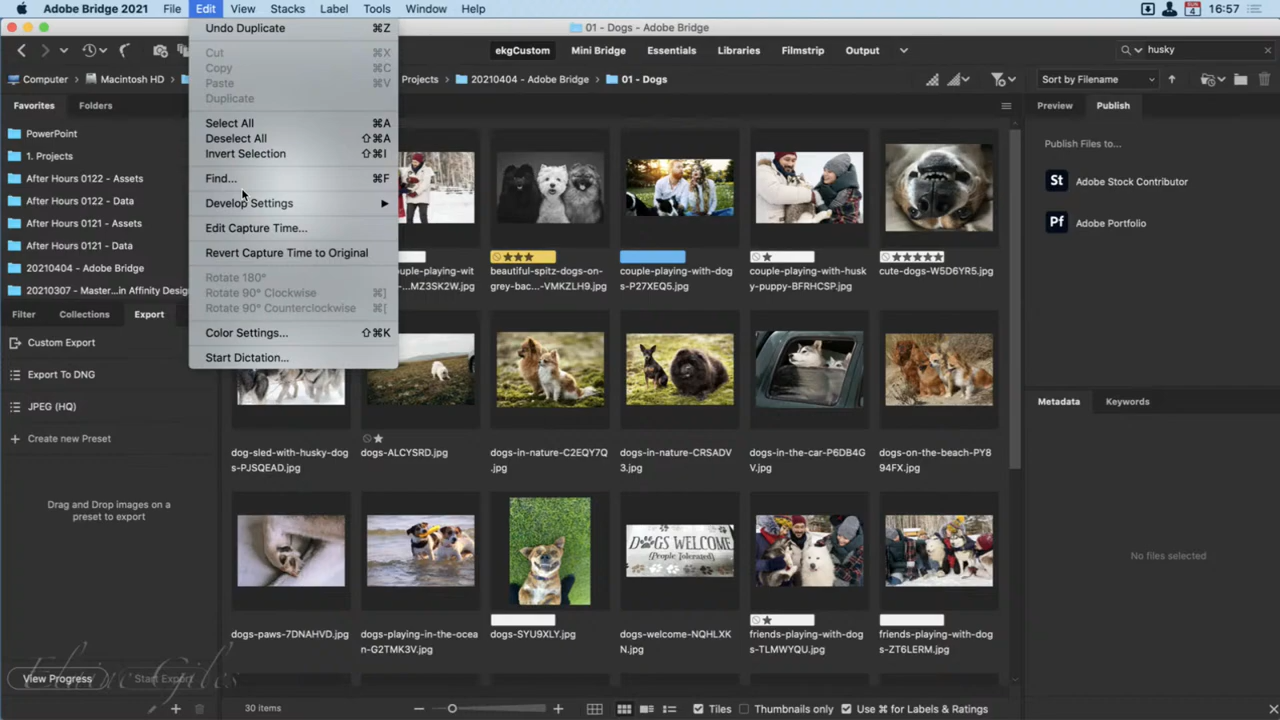 Adobe Bridge 2021 File Edit View Stacks Label Tools Window Help 4 16:57
01 - Dogs - Adobe Bridge
ekgCustom Mini Bridge Essentials Libraries Filmstrip Output husky
Computer Macintosh HD Projects 20210404 - Adobe Bridge 01 - Dogs Sort by Filename
Undo Duplicate ⌘Z
Cut ⌘X
Copy ⌘C
Paste ⌘V
Duplicate
Select All ⌘A
Deselect All ⇧⌘A
Invert Selection ⇧⌘I
Find... ⌘F
Develop Settings
Edit Capture Time...
Revert Capture Time to Original
Rotate 180°
Rotate 90° Clockwise ⌘]
Rotate 90° Counterclockwise ⌘[
Color Settings... ⇧⌘K
Start Dictation...
Favorites Folders
PowerPoint
1. Projects
After Hours 0122 - Assets
After Hours 0122 - Data
After Hours 0121 - Assets
After Hours 0121 - Data
20210404 - Adobe Bridge
20210307 - Master...in Affinity Desig
Filter Collections Export
Custom Export
Export To DNG
JPEG (HQ)
Create new Preset
Drag and Drop images on a
preset to export
View Progress Start Export
Elaine Giles
ouple-playing-wit
...MZ3SK2W.jpg
beautiful-spitz-dogs-on-
grey-bac...-VMKZLH9.jpg
couple-playing-with-dog
s-P27XEQ5.jpg
couple-playing-with-husk
y-puppy-BFRHCSP.jpg
cute-dogs-W5D6YR5.jpg
dog-sled-with-husky-dog
s-PJSQEAD.jpg
dogs-ALCYSRD.jpg
dogs-in-nature-C2EQY7Q
.jpg
dogs-in-nature-CRSADV
3.jpg
dogs-in-the-car-P6DB4G
V.jpg
dogs-on-the-beach-PY8
94FX.jpg
DOGS WELCOME
(People Tolerated)
dogs-paws-7DNAHVD.jpg
dogs-playing-in-the-ocea
n-G2TMK3V.jpg
dogs-SYU9XLY.jpg
dogs-welcome-NQHLXK
N.jpg
friends-playing-with-dog
s-TLMWYQU.jpg
friends-playing-with-dog
s-ZT6LERM.jpg
30 items Tiles Thumbnails only Use ⌘ for Labels & Ratings
Preview Publish
Publish Files to...
St Adobe Stock Contributor
Pf Adobe Portfolio
Metadata Keywords
No files selected